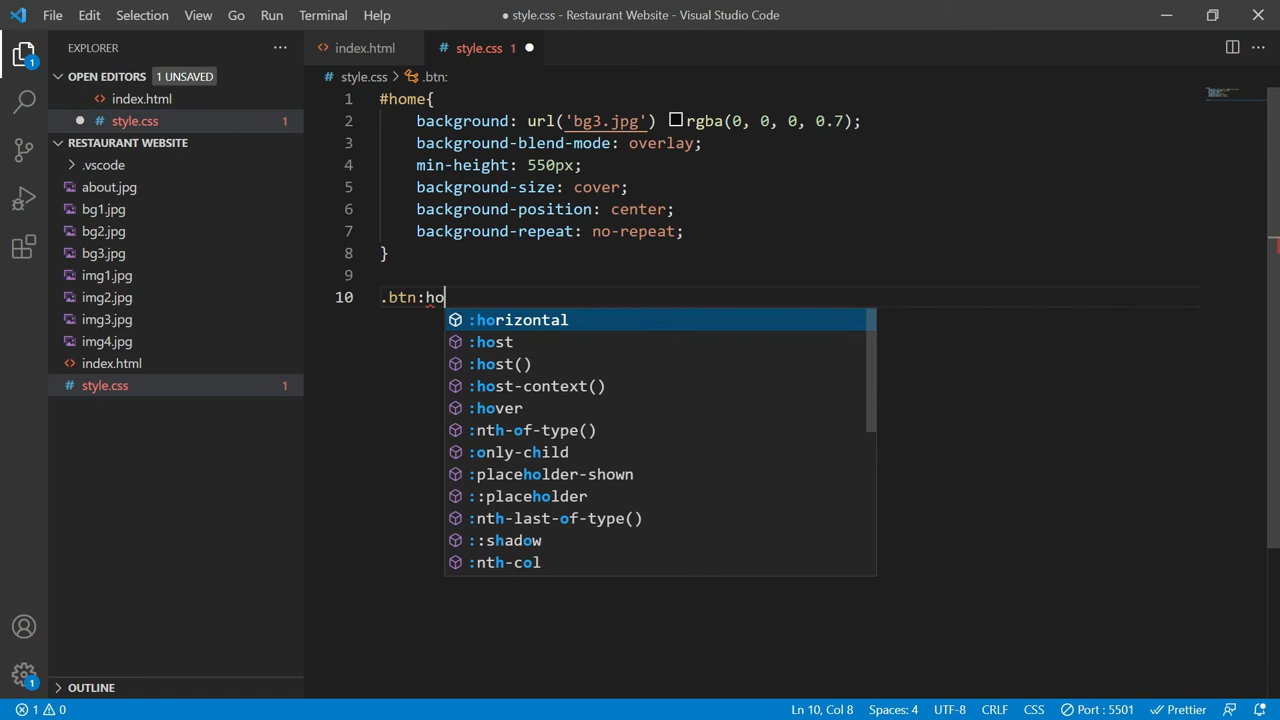 File Edit Selection View Go Run Terminal Help
● style.css - Restaurant Website - Visual Studio Code
EXPLORER
OPEN EDITORS 1 UNSAVED
index.html
style.css 1
RESTAURANT WEBSITE
.vscode
about.jpg
bg1.jpg
bg2.jpg
bg3.jpg
img1.jpg
img2.jpg
img3.jpg
img4.jpg
index.html
style.css 1
OUTLINE
1
1
index.html # style.css 1
# style.css > .btn:
1 #home{
2 background: url('bg3.jpg') rgba(0, 0, 0, 0.7);
3 background-blend-mode: overlay;
4 min-height: 550px;
5 background-size: cover;
6 background-position: center;
7 background-repeat: no-repeat;
8 }
9
10 .btn:ho
:horizontal
:host
:host()
:host-context()
:hover
:nth-of-type()
:only-child
:placeholder-shown
::placeholder
:nth-last-of-type()
::shadow
:nth-col
1 0 Ln 10, Col 8 Spaces: 4 UTF-8 CRLF CSS Port : 5501 Prettier